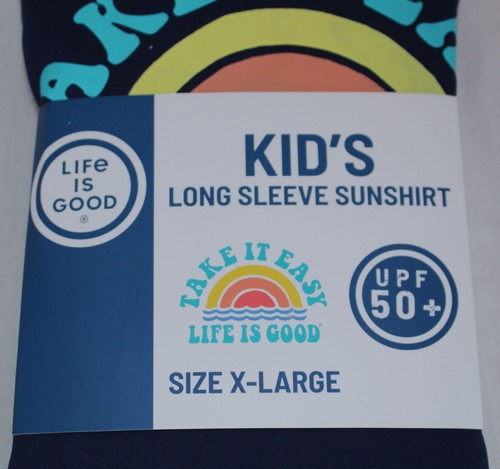 LIFe
IS
GOOD
®
KID'S
LONG SLEEVE SUNSHIRT
TAKE IT EASY
LIFE IS GOOD
UPF
50+
SIZE X-LARGE